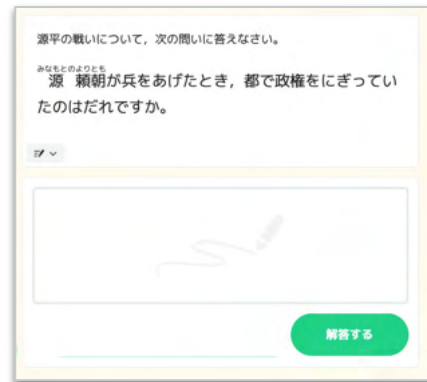 源平の戦いについて，次の問いに答えなさい。
みなもとのよりとも
源 頼朝が兵をあげたとき，都で政権をにぎってい
たのはだれですか。
解答する